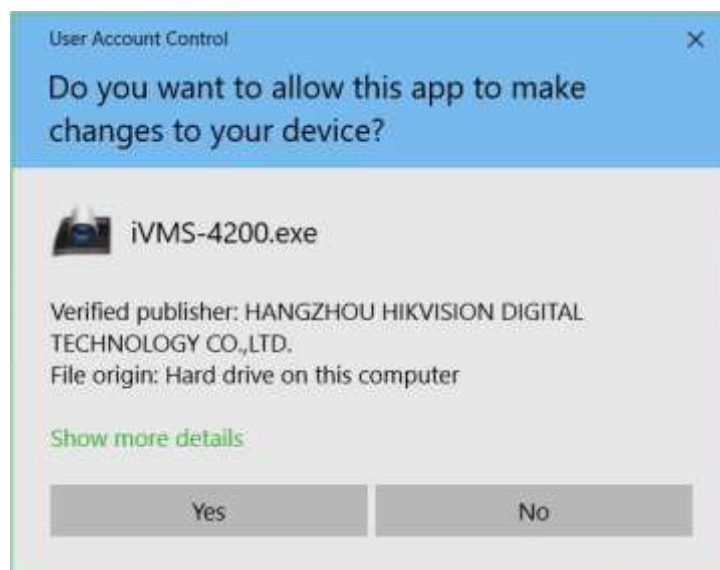 User Account Control
Do you want to allow this app to make
changes to your device?
iVMS-4200.exe
Verified publisher: HANGZHOU HIKVISION DIGITAL
TECHNOLOGY CO.,LTD.
File origin: Hard drive on this computer
Show more details
Yes
No